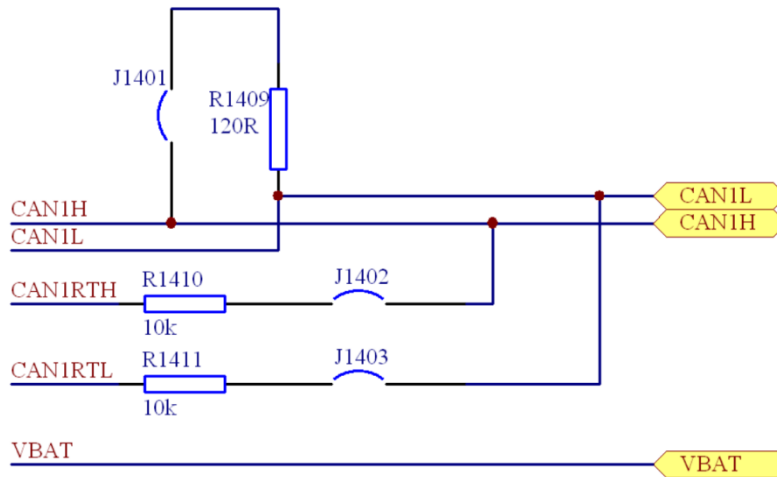 J1401
R1409
120R
CAN1H
CAN1L
CAN1L
CAN1H
CAN1RTH
R1410
10k
J1402
CAN1RTL
R1411
10k
J1403
VBAT
VBAT